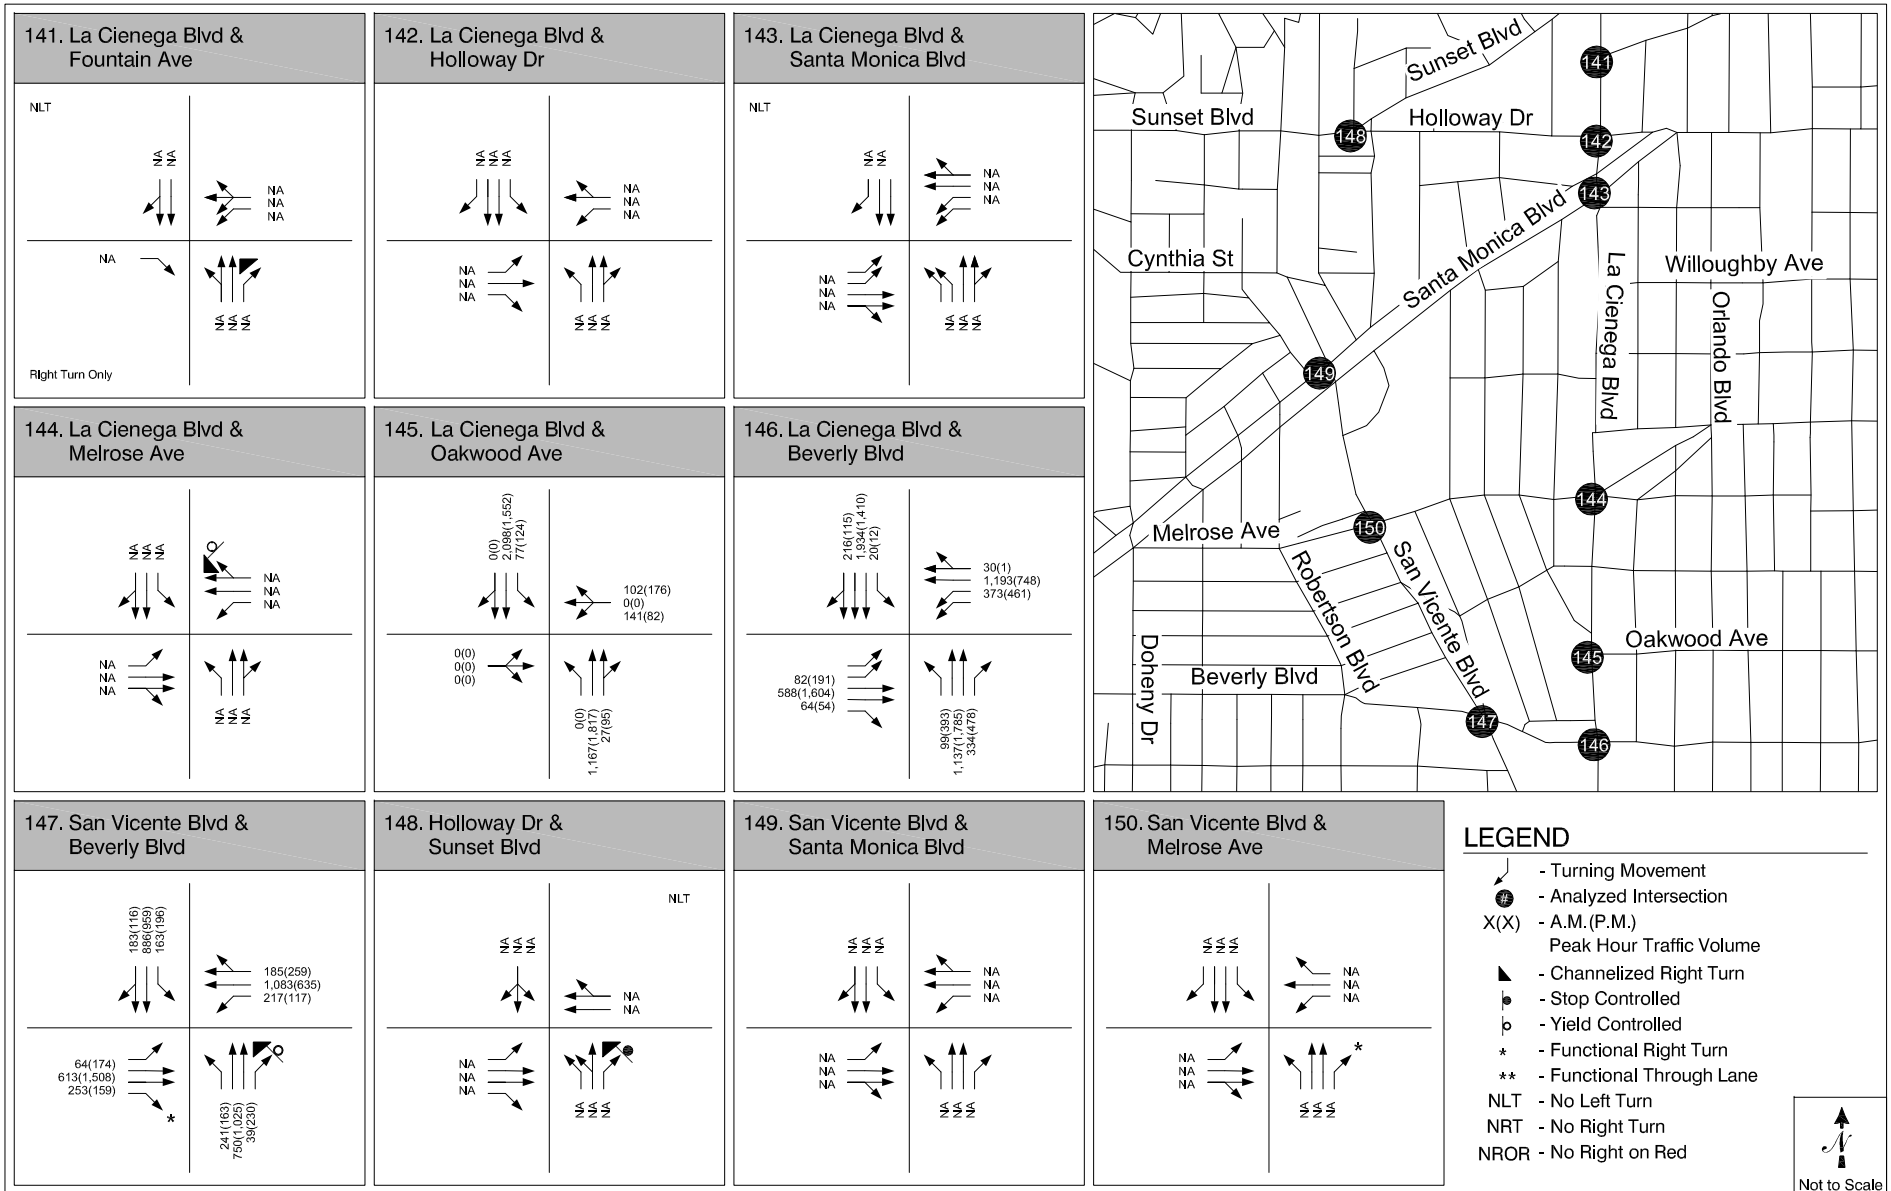 141. La Cienega Blvd &
Fountain Ave
NLT
NA
NA
NA
NA
NA
NA
NA
NA
NA
Right Turn Only
142. La Cienega Blvd &
Holloway Dr
NA
NA
NA
NA
NA
NA
NA
NA
NA
NA
NA
NA
143. La Cienega Blvd &
Santa Monica Blvd
NLT
NA
NA
NA
NA
NA
NA
NA
NA
NA
NA
NA
144. La Cienega Blvd &
Melrose Ave
NA
NA
NA
NA
NA
NA
NA
NA
NA
NA
NA
NA
145. La Cienega Blvd &
Oakwood Ave
0(0)
2,098(1,552)
77(124)
102(176)
0(0)
141(82)
0(0)
0(0)
0(0)
0(0)
1,167(1,817)
27(95)
146. La Cienega Blvd &
Beverly Blvd
216(115)
1,934(1,410)
20(12)
30(1)
1,193(748)
373(461)
82(191)
588(1,604)
64(54)
99(393)
1,137(1,785)
334(478)
147. San Vicente Blvd &
Beverly Blvd
183(116)
886(959)
163(196)
185(259)
1,083(635)
217(117)
64(174)
613(1,508)
253(159)
*
241(163)
750(1,025)
39(230)
148. Holloway Dr &
Sunset Blvd
NLT
NA
NA
NA
NA
NA
NA
NA
NA
NA
NA
NA
149. San Vicente Blvd &
Santa Monica Blvd
NA
NA
NA
NA
NA
NA
NA
NA
NA
NA
NA
NA
150. San Vicente Blvd &
Melrose Ave
NA
NA
NA
NA
NA
NA
NA
NA
NA
*
NA
NA
NA
Sunset Blvd
141
Sunset Blvd
148
Holloway Dr
142
143
Cynthia St
Santa Monica Blvd
La Cienega Blvd
Willoughby Ave
Orlando Blvd
149
144
Melrose Ave
150
Robertson Blvd
San Vicente Blvd
Doheny Dr
Oakwood Ave
145
Beverly Blvd
147
146
LEGEND
- Turning Movement
# - Analyzed Intersection
X(X) - A.M.(P.M.)
Peak Hour Traffic Volume
- Channelized Right Turn
- Stop Controlled
- Yield Controlled
* - Functional Right Turn
** - Functional Through Lane
NLT - No Left Turn
NRT - No Right Turn
NROR - No Right on Red
N
Not to Scale